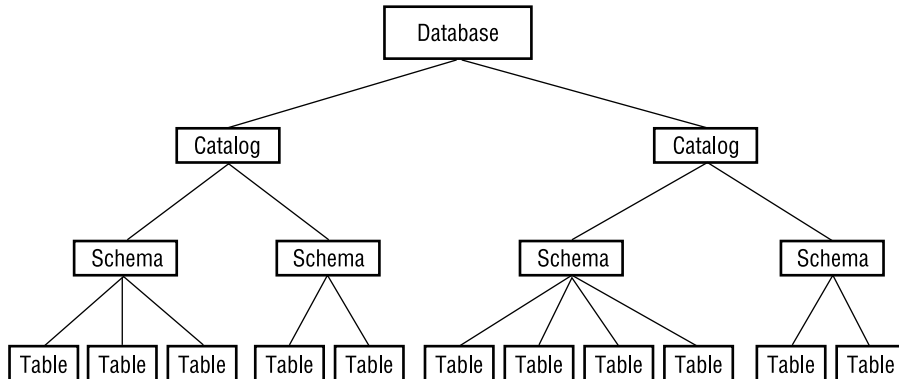 Database
Catalog Catalog
Schema Schema Schema Schema
Table Table Table Table Table Table Table Table Table Table Table